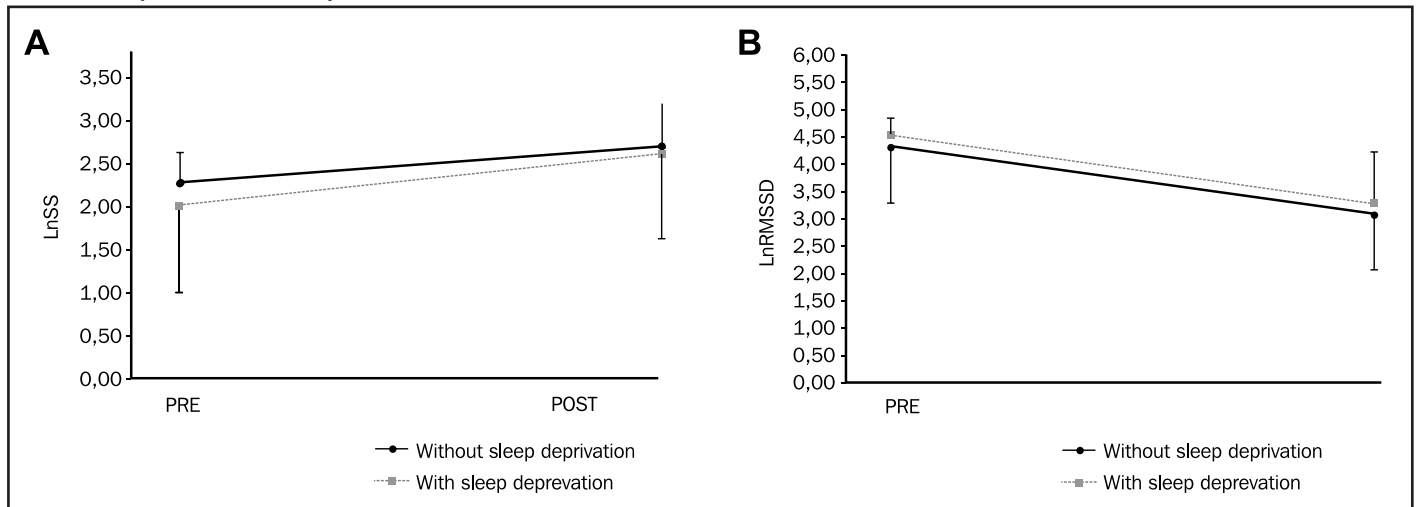 A
LnSS
3,50
3,00
2,50
2,00
1,50
1,00
0,50
0,00
PRE POST
Without sleep deprivation
With sleep deprevation
B
LnRMSSD
6,00
5,50
5,00
4,50
4,00
3,50
3,00
2,50
2,00
1,50
1,00
0,50
0,00
PRE
Without sleep deprivation
With sleep deprevation